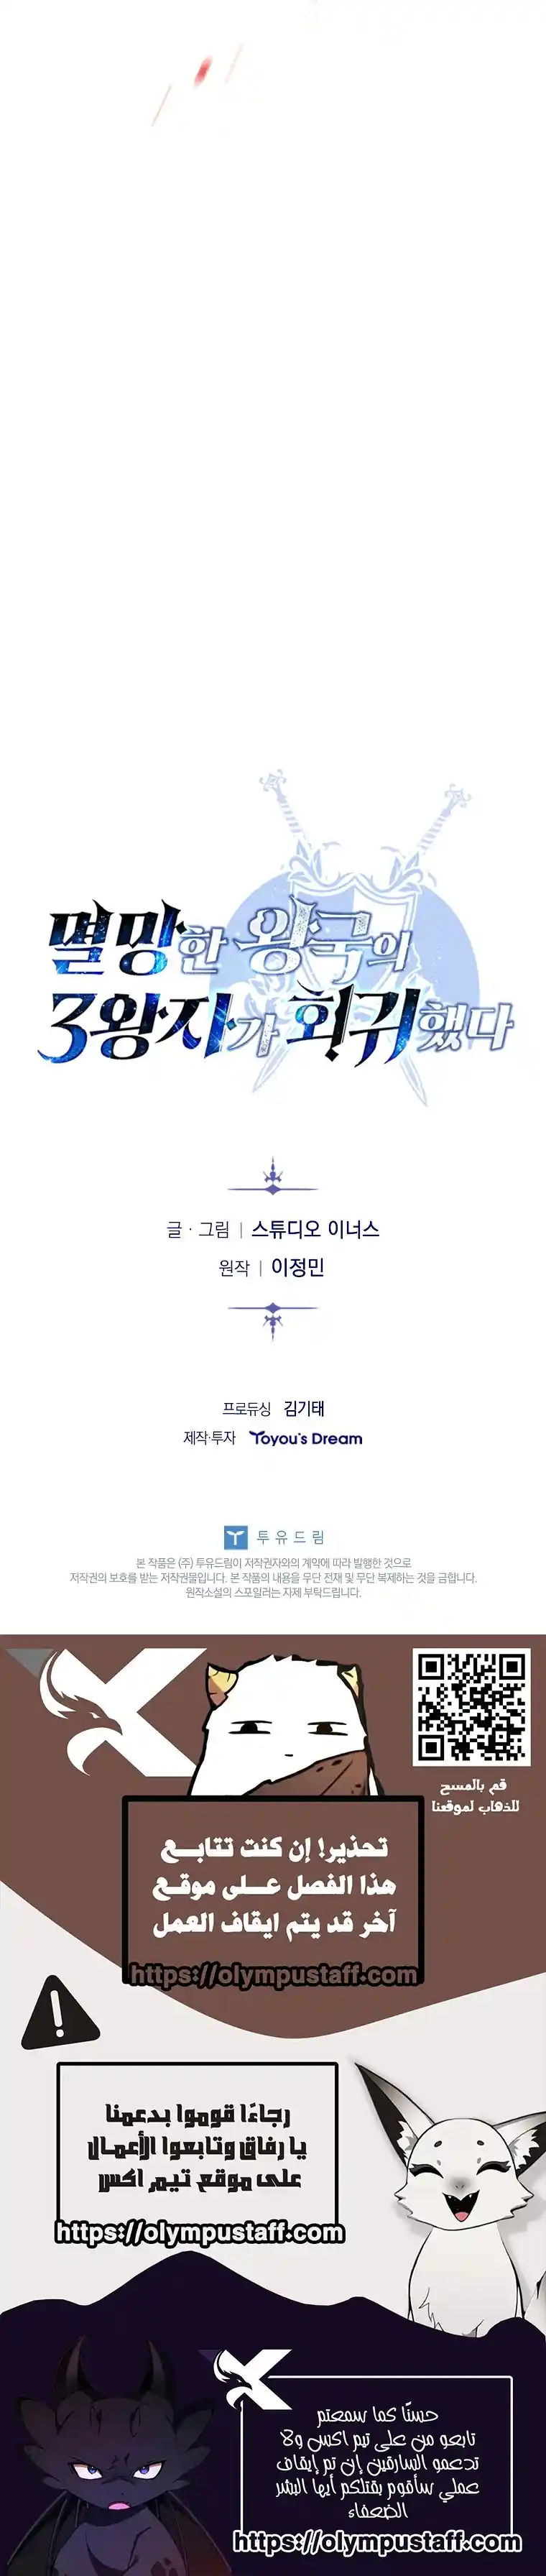 멸망한 왕국의
3왕자가 회귀했다
글 · 그림 | 스튜디오 이너스
원작 | 이정민
프로듀싱 김기태
제작·투자 Toyou's Dream
투유드림
본 작품은 (주) 투유드림이 저작권자와의 계약에 따라 발행한 것으로
저작권의 보호를 받는 저작권물입니다. 본 작품의 내용을 무단 전재 및 무단 복제하는 것을 금합니다.
원작소설의 스포일러는 자제 부탁드립니다.
قم بالمسح
للذهاب لموقعنا
تحذير! إن كنت تتابع
هذا الفصل على موقع
آخر قد يتم ايقاف العمل
https://olympustaff.com
رجاءًا قوموا بدعمنا
يا رفاق وتابعوا الأعمال
على موقع تيم اكس
https://olympustaff.com
حسنًا كما سمعتم
تابعو من على تيم اكس ولا
تدعمو السارقين إن تم إيقاف
عملي سأقوم بقتلكم أيها البشر
الضعفاء
https://olympustaff.com